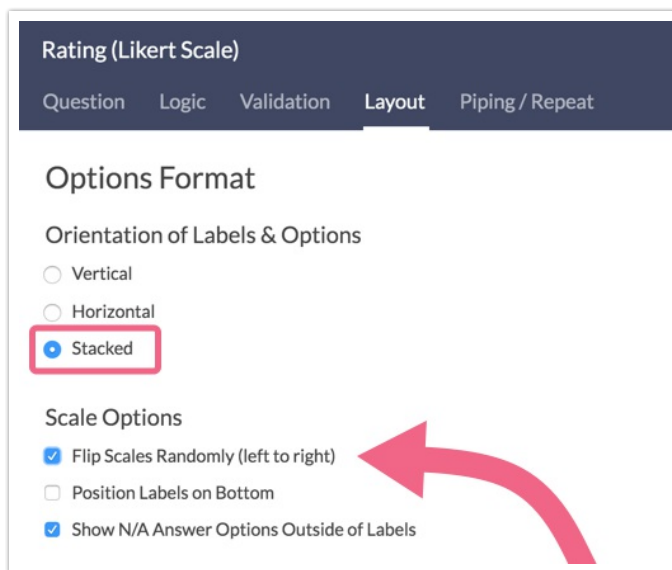 Rating (Likert Scale)
Question Logic Validation Layout Piping / Repeat
Options Format
Orientation of Labels & Options
Vertical
Horizontal
Stacked
Scale Options
Flip Scales Randomly (left to right)
Position Labels on Bottom
Show N/A Answer Options Outside of Labels